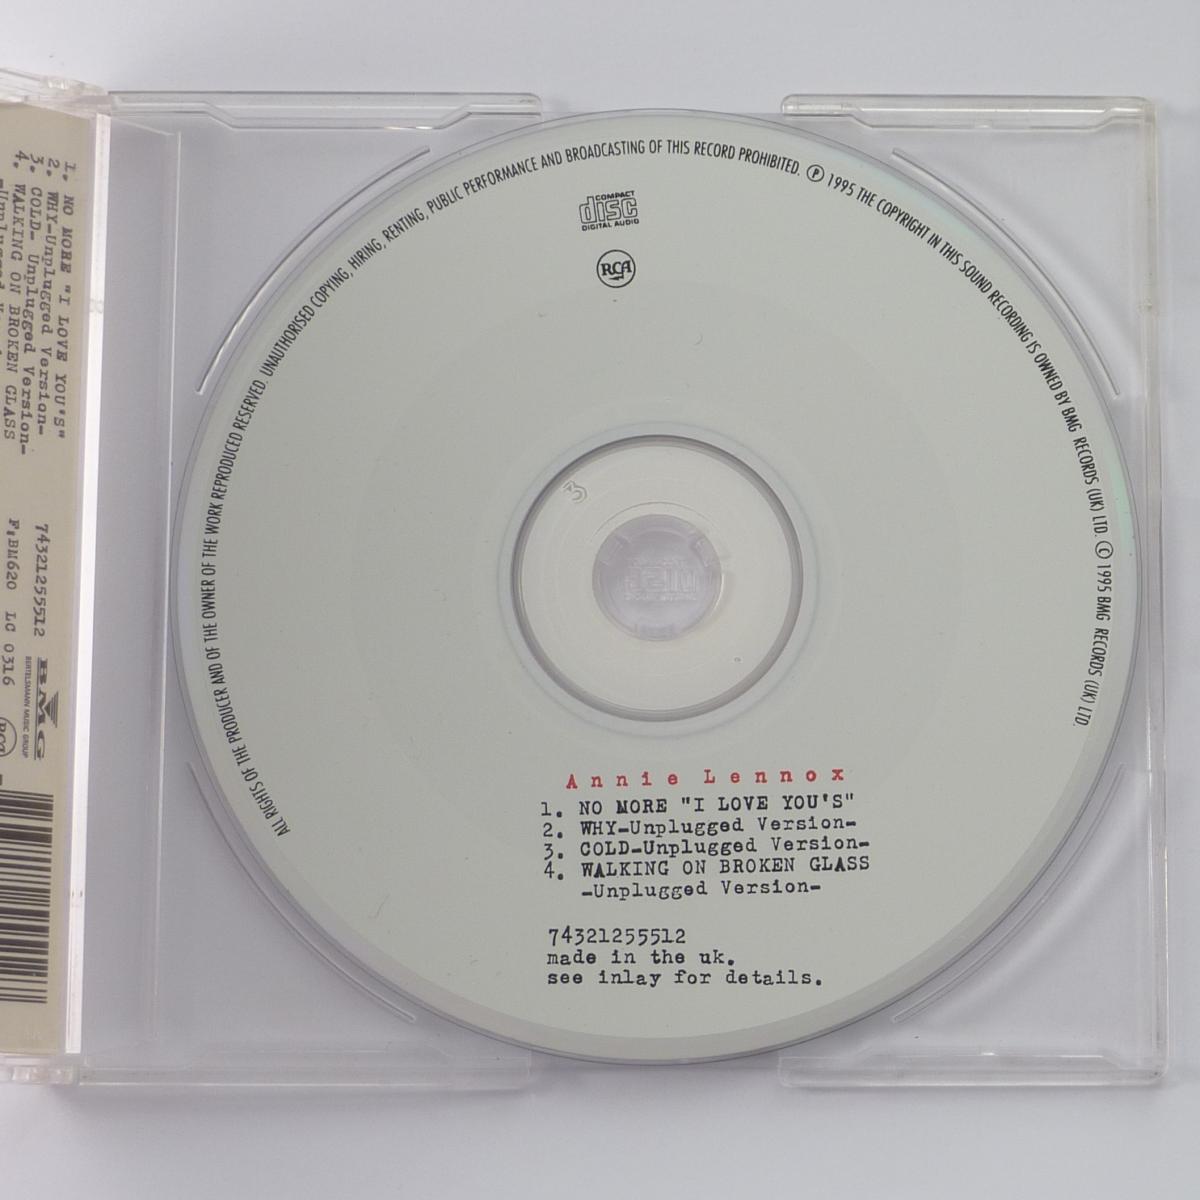 1. NO MORE "I LOVE YOU'S"
2. WHY-Unplugged Version-
3. COLD- Unplugged Version-
4. WALKING ON BROKEN GLASS
74321255512
F:BM620 LC 0316
BMG
BERTELSMANN MUSIC GROUP
RCA
ALL RIGHTS OF THE PRODUCER AND OF THE OWNER OF THE WORK REPRODUCED RESERVED. UNAUTHORISED COPYING, HIRING, RENTING, PUBLIC PERFORMANCE AND BROADCASTING OF THIS RECORD PROHIBITED. ℗ 1995 THE COPYRIGHT IN THIS SOUND RECORDING IS OWNED BY BMG RECORDS (UK) LTD. © 1995 BMG RECORDS (UK) LTD.
COMPACT
disc
DIGITAL AUDIO
RCA
3
Annie Lennox
1. NO MORE "I LOVE YOU'S"
2. WHY-Unplugged Version-
3. COLD-Unplugged Version-
4. WALKING ON BROKEN GLASS
-Unplugged Version-
74321255512
made in the uk.
see inlay for details.